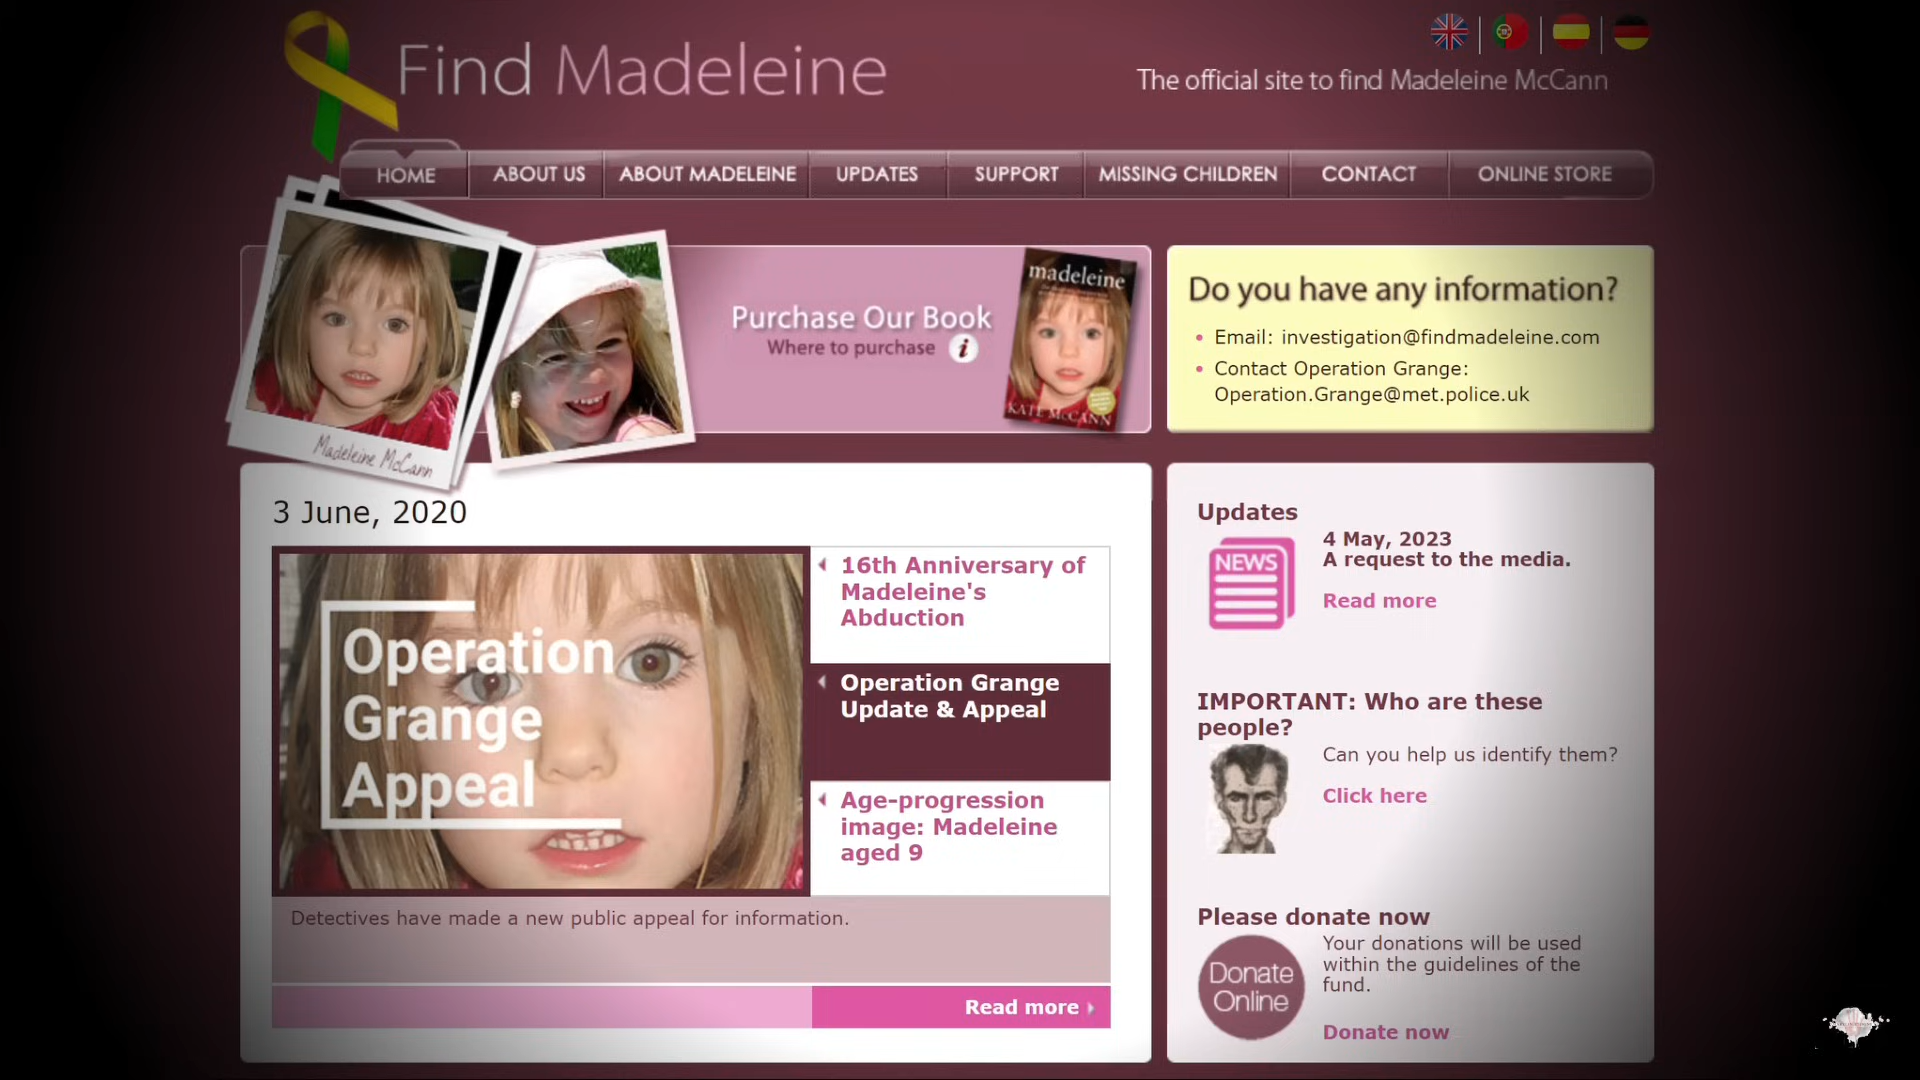 Find Madeleine
The official site to find Madeleine McCann
HOME
ABOUT US
ABOUT MADELEINE
UPDATES
SUPPORT
MISSING CHILDREN
CONTACT
ONLINE STORE
Madeleine McCann
Purchase Our Book
Where to purchase i
madeleine
KATE McCANN
Do you have any information?
• Email: investigation@findmadeleine.com
• Contact Operation Grange:
Operation.Grange@met.police.uk
3 June, 2020
Operation
Grange
Appeal
16th Anniversary of
Madeleine's
Abduction
Operation Grange
Update & Appeal
Age-progression
image: Madeleine
aged 9
Detectives have made a new public appeal for information.
Read more
Updates
NEWS
4 May, 2023
A request to the media.
Read more
IMPORTANT: Who are these
people?
Can you help us identify them?
Click here
Please donate now
Donate
Online
Your donations will be used
within the guidelines of the
fund.
Donate now